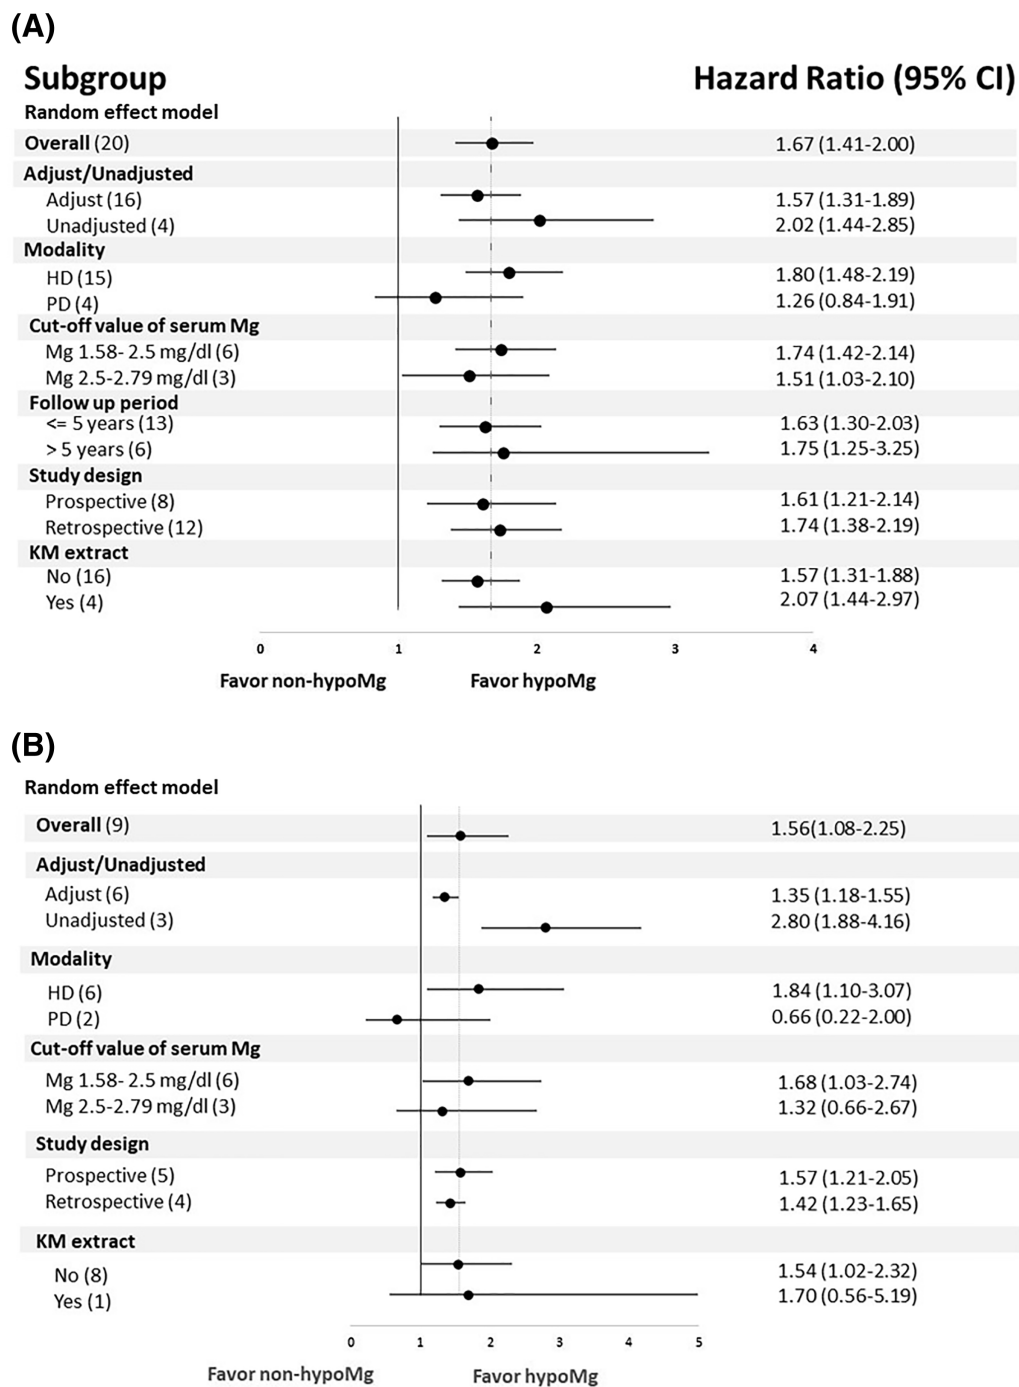 (A)
Subgroup Hazard Ratio (95% CI)
Random effect model
Overall (20) 1.67 (1.41-2.00)
Adjust/Unadjusted
Adjust (16) 1.57 (1.31-1.89)
Unadjusted (4) 2.02 (1.44-2.85)
Modality
HD (15) 1.80 (1.48-2.19)
PD (4) 1.26 (0.84-1.91)
Cut-off value of serum Mg
Mg 1.58- 2.5 mg/dl (6) 1.74 (1.42-2.14)
Mg 2.5-2.79 mg/dl (3) 1.51 (1.03-2.10)
Follow up period
<= 5 years (13) 1.63 (1.30-2.03)
> 5 years (6) 1.75 (1.25-3.25)
Study design
Prospective (8) 1.61 (1.21-2.14)
Retrospective (12) 1.74 (1.38-2.19)
KM extract
No (16) 1.57 (1.31-1.88)
Yes (4) 2.07 (1.44-2.97)
0 1 2 3 4
Favor non-hypoMg Favor hypoMg
(B)
Random effect model
Overall (9) 1.56(1.08-2.25)
Adjust/Unadjusted
Adjust (6) 1.35 (1.18-1.55)
Unadjusted (3) 2.80 (1.88-4.16)
Modality
HD (6) 1.84 (1.10-3.07)
PD (2) 0.66 (0.22-2.00)
Cut-off value of serum Mg
Mg 1.58- 2.5 mg/dl (6) 1.68 (1.03-2.74)
Mg 2.5-2.79 mg/dl (3) 1.32 (0.66-2.67)
Study design
Prospective (5) 1.57 (1.21-2.05)
Retrospective (4) 1.42 (1.23-1.65)
KM extract
No (8) 1.54 (1.02-2.32)
Yes (1) 1.70 (0.56-5.19)
0 1 2 3 4 5
Favor non-hypoMg Favor hypoMg